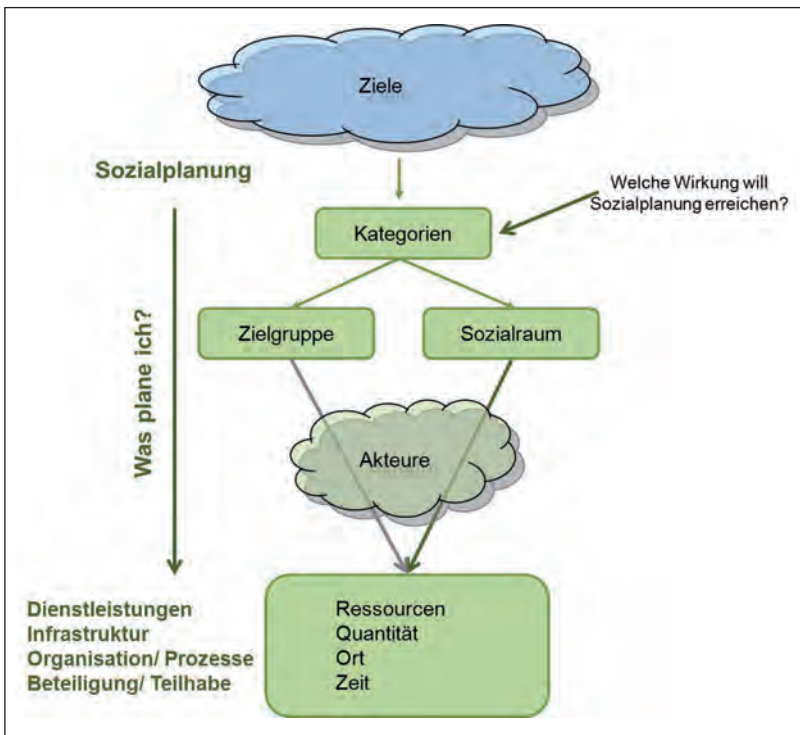 Ziele
Sozialplanung
Welche Wirkung will
Sozialplanung erreichen?
Kategorien
Zielgruppe
Sozialraum
Was plane ich?
Akteure
Dienstleistungen
Infrastruktur
Organisation/ Prozesse
Beteiligung/ Teilhabe
Ressourcen
Quantität
Ort
Zeit